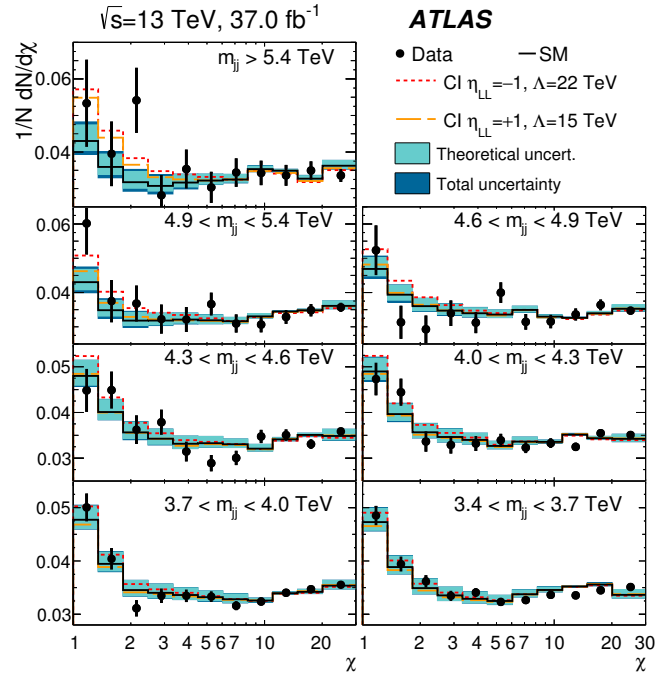 √s=13 TeV, 37.0 fb⁻¹ ATLAS
1/N dN/dχ
m_jj > 5.4 TeV
Data SM
CI η_LL=−1, Λ=22 TeV
CI η_LL=+1, Λ=15 TeV
Theoretical uncert.
Total uncertainty
0.06
0.04
4.9 < m_jj < 5.4 TeV
4.6 < m_jj < 4.9 TeV
0.06
0.04
4.3 < m_jj < 4.6 TeV
4.0 < m_jj < 4.3 TeV
0.05
0.04
0.03
3.7 < m_jj < 4.0 TeV
3.4 < m_jj < 3.7 TeV
0.05
0.04
0.03
1 2 3 4 5 6 7 10 20 1 2 3 4 5 6 7 10 20 30
χ χ